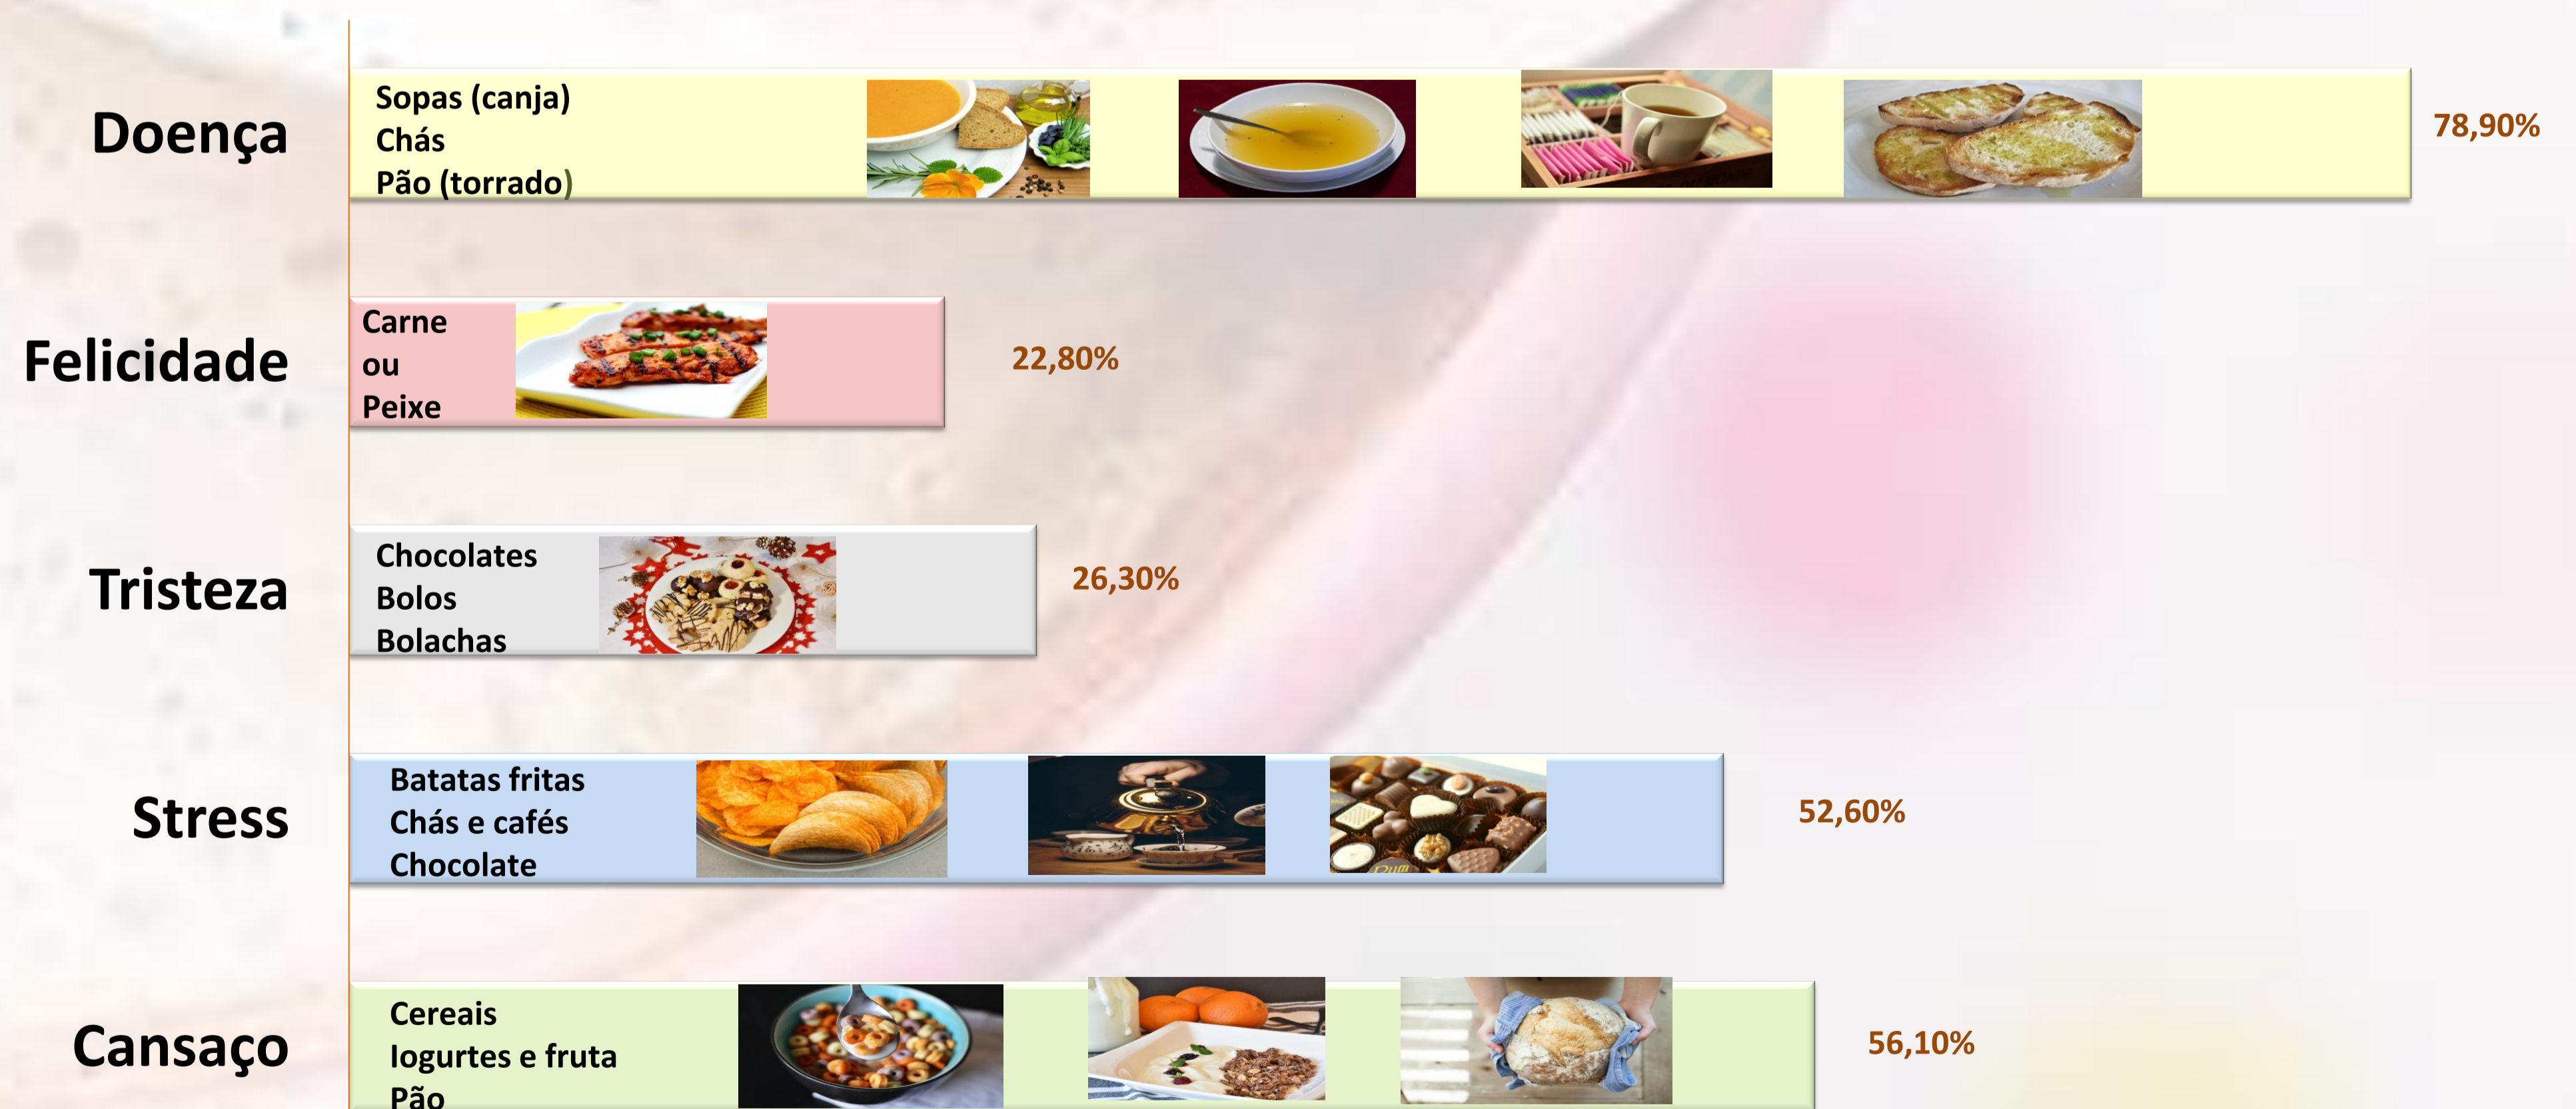 Doença
Sopas (canja)
Chás
Pão (torrado)
78,90%
Felicidade
Carne
ou
Peixe
22,80%
Tristeza
Chocolates
Bolos
Bolachas
26,30%
Stress
Batatas fritas
Chás e cafés
Chocolate
52,60%
Cansaço
Cereais
Iogurtes e fruta
Pão
56,10%